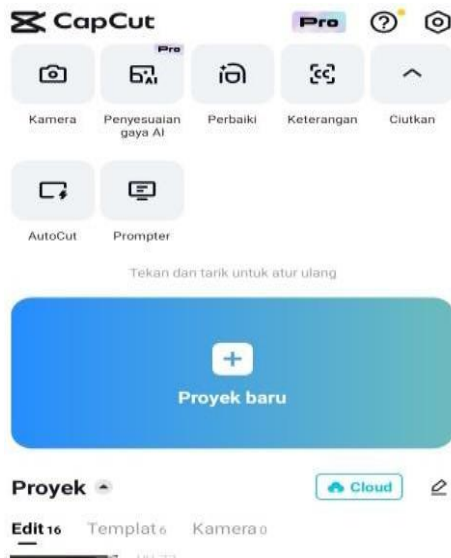 CapCut
Pro
Pro
Kamera
Penyesuaian
gaya AI
Perbaiki
Keterangan
Ciutkan
AutoCut
Prompter
Tekan dan tarik untuk atur ulang
Proyek baru
Proyek
Cloud
Edit 16 Templat 6 Kamera 0